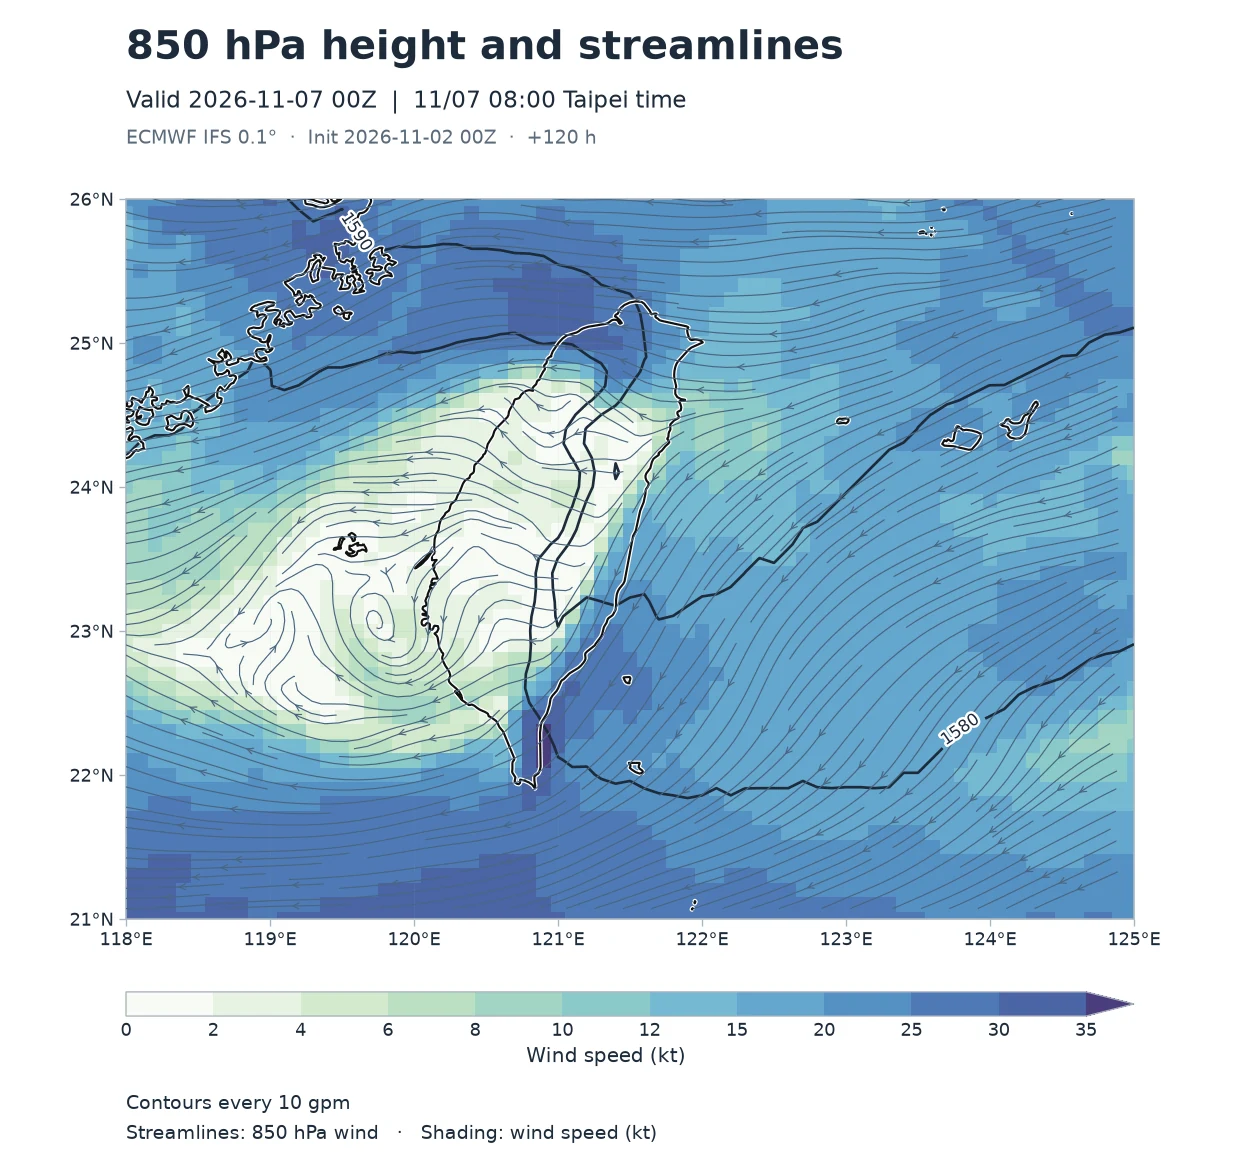 850 hPa height and streamlines
Valid 2026-11-07 00Z | 11/07 08:00 Taipei time
ECMWF IFS 0.1° · Init 2026-11-02 00Z · +120 h
26°N
1590
25°N
24°N
23°N
1580
22°N
21°N
118°E 119°E 120°E 121°E 122°E 123°E 124°E 125°E
0 2 4 6 8 10 12 15 20 25 30 35
Wind speed (kt)
Contours every 10 gpm
Streamlines: 850 hPa wind · Shading: wind speed (kt)